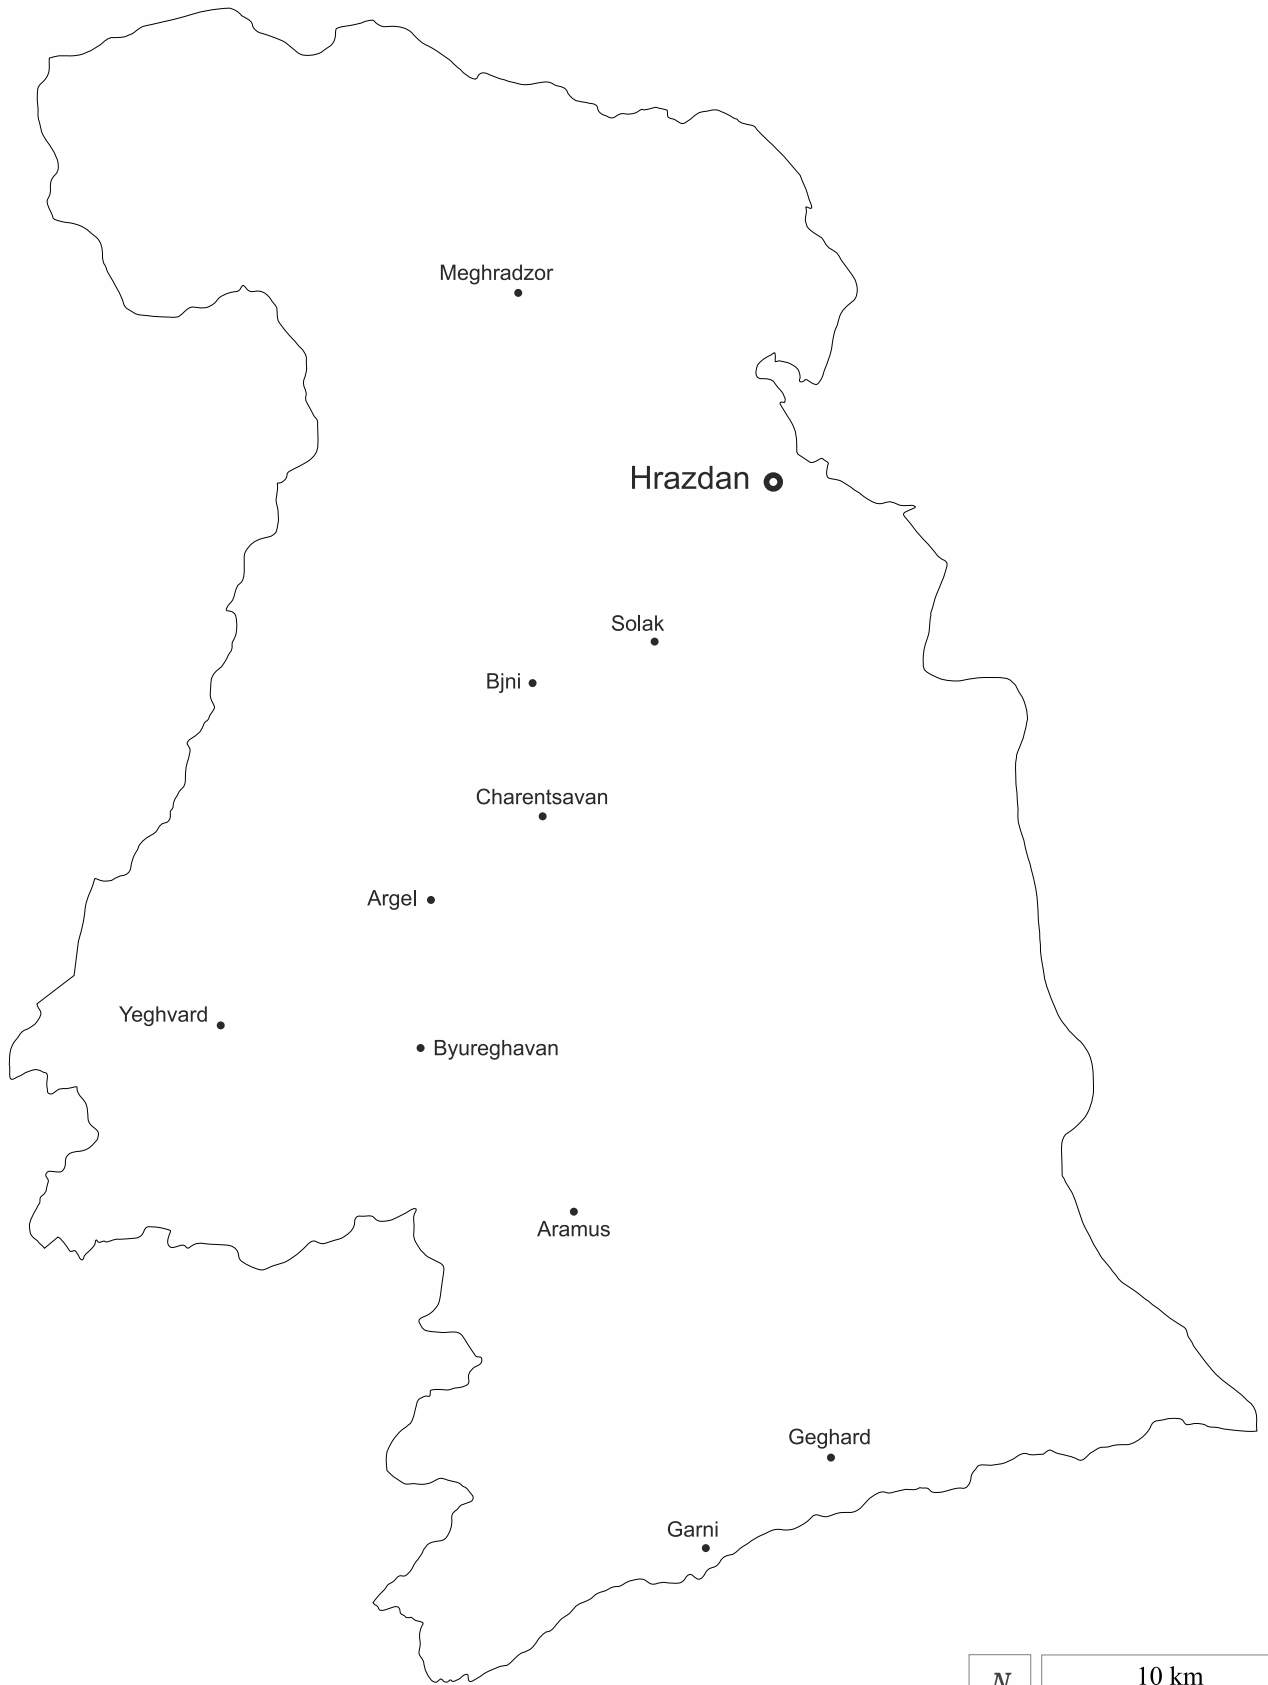 Meghradzor
Hrazdan
Solak
Bjni
Charentsavan
Argel
Yeghvard
Byureghavan
Aramus
Geghard
Garni
N
10 km